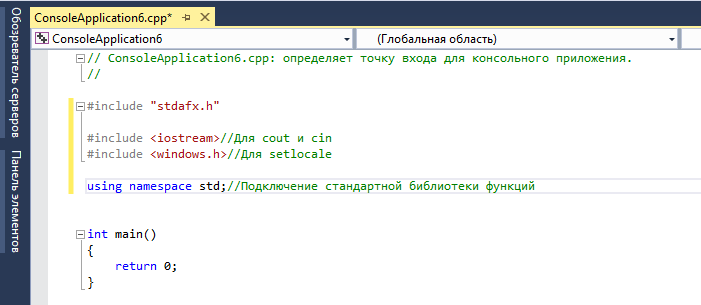 ConsoleApplication6.cpp*
ConsoleApplication6
(Глобальная область)
Обозреватель серверов
Панель элементов
// ConsoleApplication6.cpp: определяет точку входа для консольного приложения.
//
#include "stdafx.h"
#include <iostream>//Для cout и cin
#include <windows.h>//Для setlocale
using namespace std;//Подключение стандартной библиотеки функций
int main()
{
return 0;
}